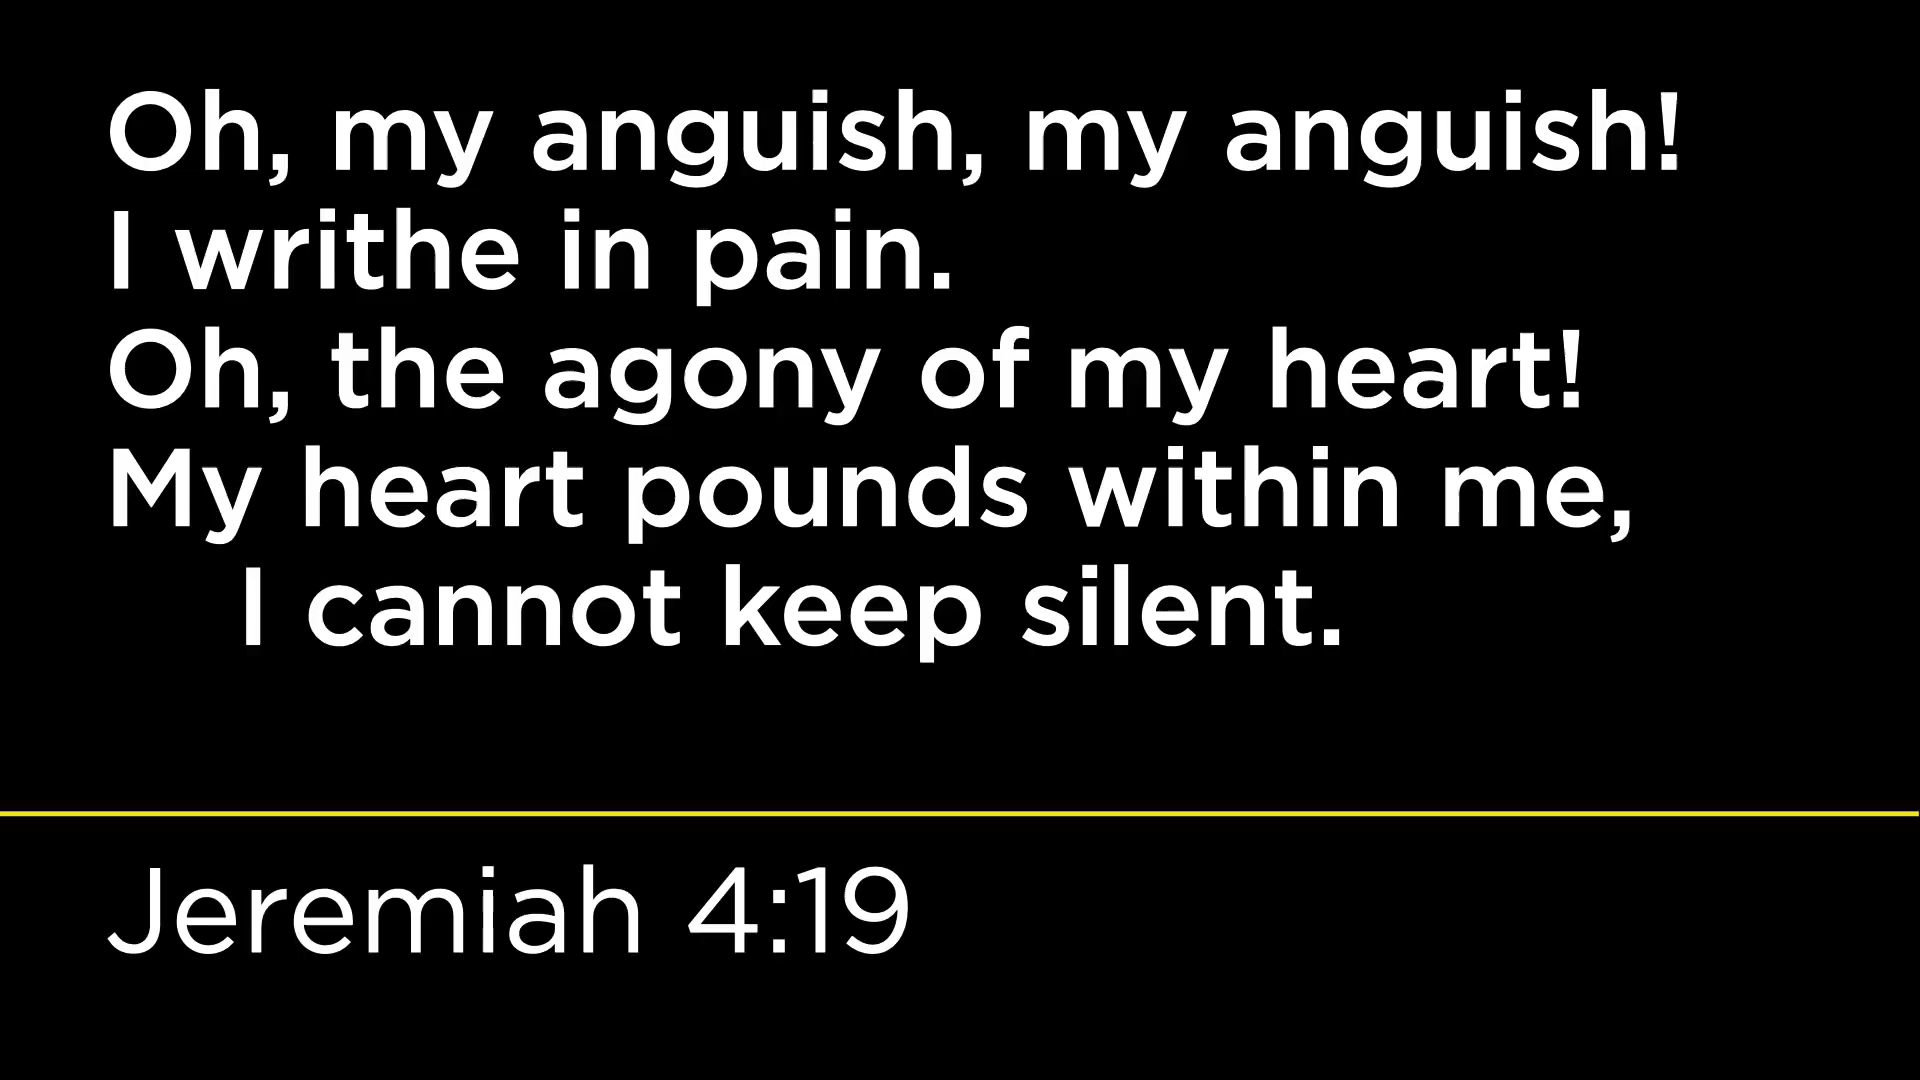 Oh, my anguish, my anguish!
I writhe in pain.
Oh, the agony of my heart!
My heart pounds within me,
I cannot keep silent.
Jeremiah 4:19